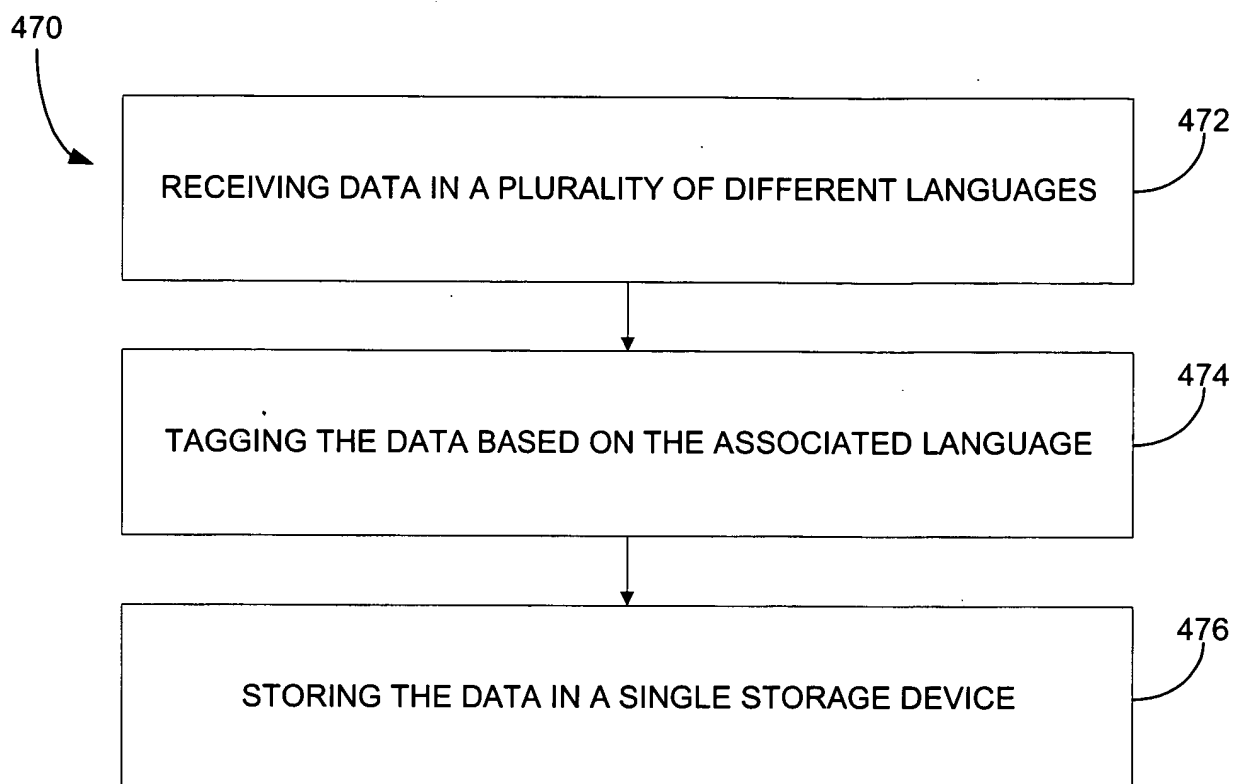 470
472
RECEIVING DATA IN A PLURALITY OF DIFFERENT LANGUAGES
474
TAGGING THE DATA BASED ON THE ASSOCIATED LANGUAGE
476
STORING THE DATA IN A SINGLE STORAGE DEVICE